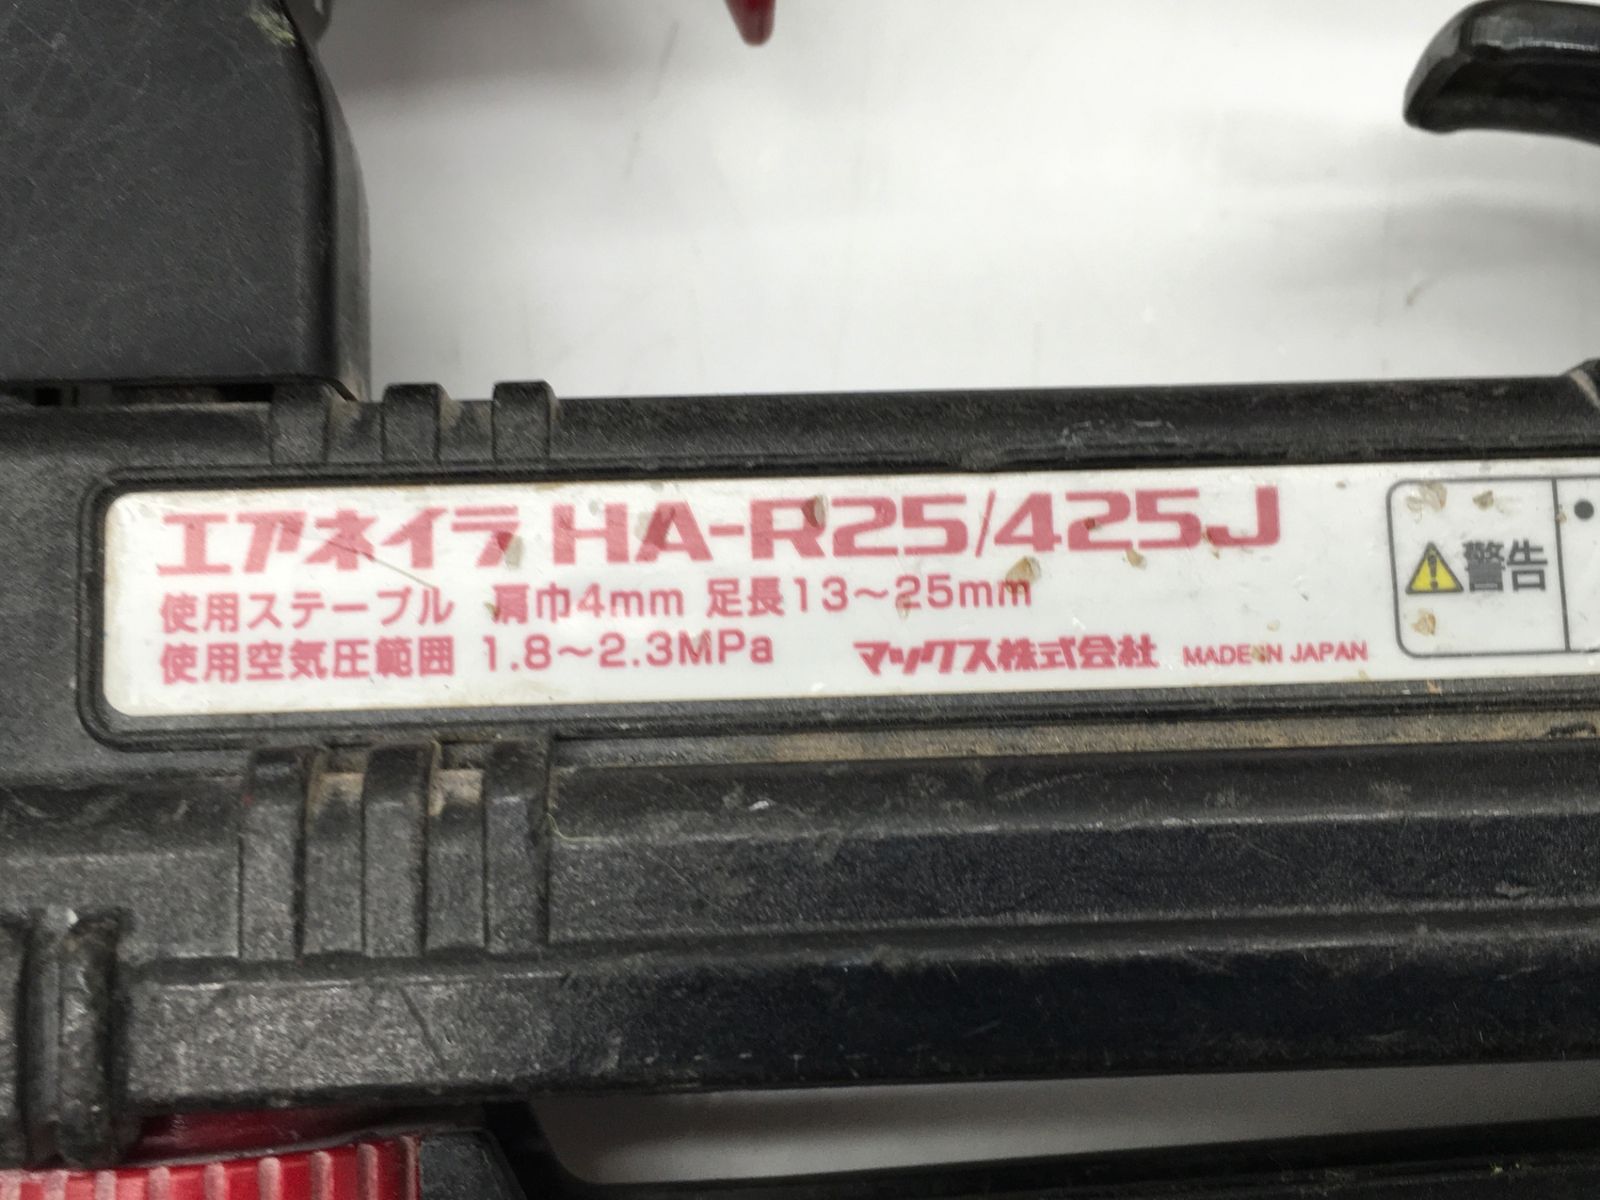 エアネイラ HA-R25/425J
使用ステープル 肩巾4mm 足長13～25mm
使用空気圧範囲 1.8～2.3MPa マックス株式会社 MADE IN JAPAN
警告